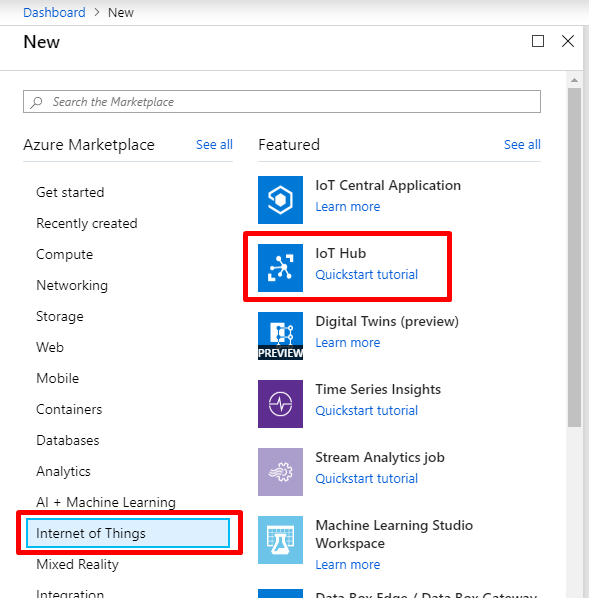 Dashboard > New
New
Search the Marketplace
Azure Marketplace See all
Get started
Recently created
Compute
Networking
Storage
Web
Mobile
Containers
Databases
Analytics
AI + Machine Learning
Internet of Things
Mixed Reality
Integration
Featured See all
IoT Central Application
Learn more
IoT Hub
Quickstart tutorial
PREVIEW
Digital Twins (preview)
Learn more
Time Series Insights
Quickstart tutorial
Stream Analytics job
Quickstart tutorial
Machine Learning Studio
Workspace
Learn more
Data Box Edge / Data Box Gateway